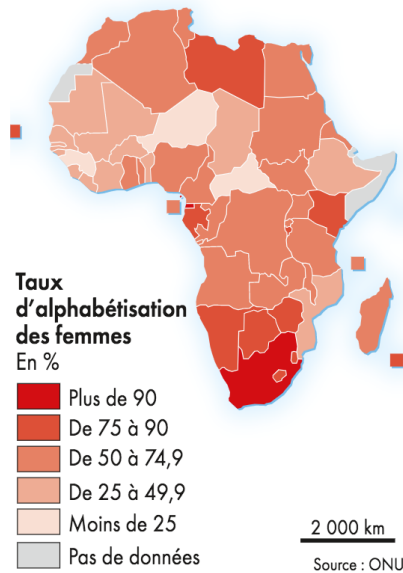 Taux
d'alphabétisation
des femmes
En %
Plus de 90
De 75 à 90
De 50 à 74,9
De 25 à 49,9
Moins de 25
Pas de données
2 000 km
Source : ONU